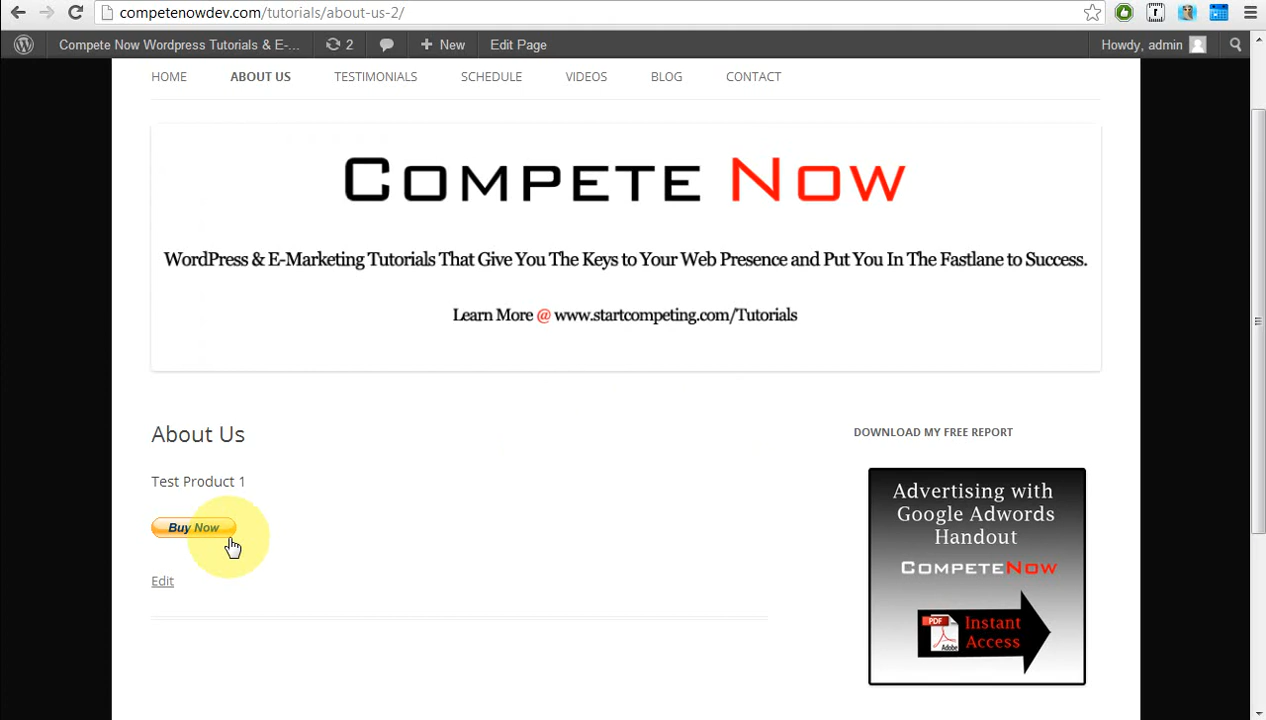 competenowdev.com/tutorials/about-us-2/
Compete Now Wordpress Tutorials & E-... 2 + New Edit Page Howdy, admin
HOME ABOUT US TESTIMONIALS SCHEDULE VIDEOS BLOG CONTACT
COMPETE NOW
WordPress & E-Marketing Tutorials That Give You The Keys to Your Web Presence and Put You In The Fastlane to Success.
Learn More @ www.startcompeting.com/Tutorials
About Us
Test Product 1
Buy Now
Edit
DOWNLOAD MY FREE REPORT
Advertising with
Google Adwords
Handout
COMPETENOW
PDF
Adobe
Instant
Access